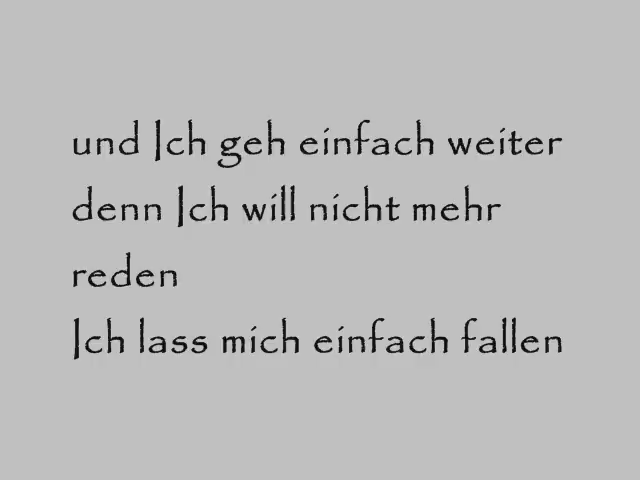 und Ich geh einfach weiter
denn Ich will nicht mehr
reden
Ich lass mich einfach fallen